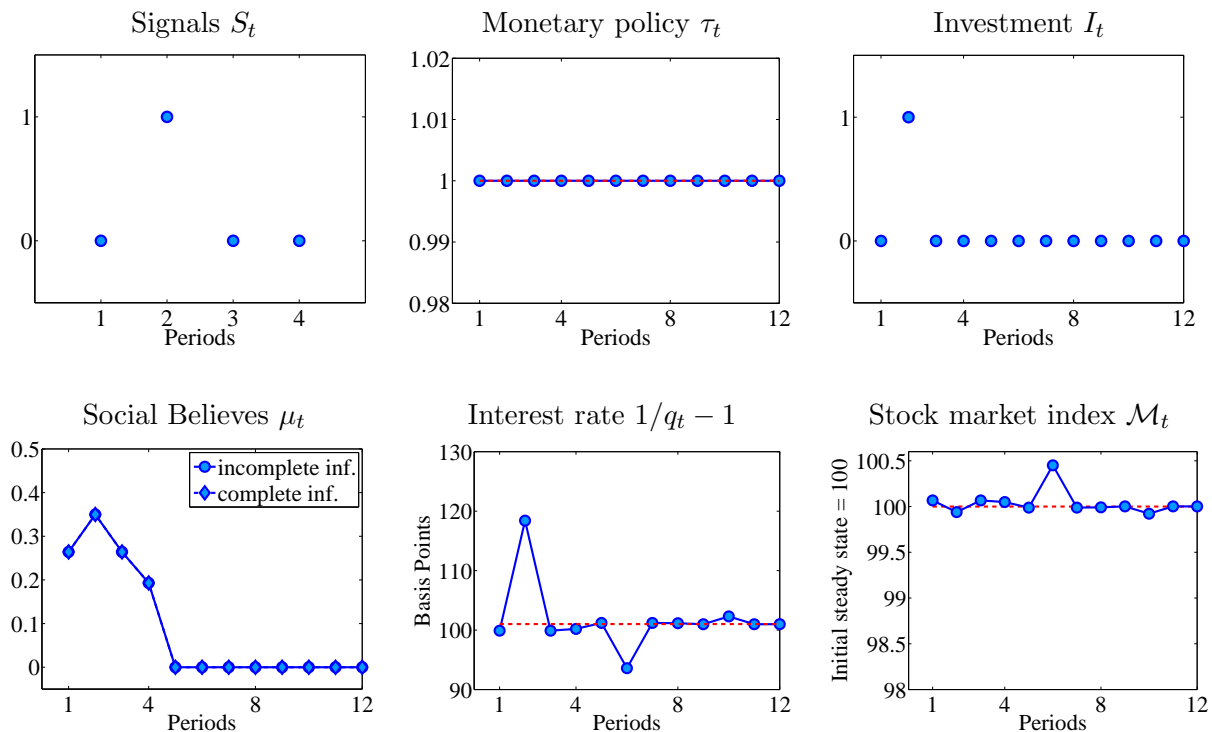 Signals S_t
1
0
1 2 3 4
Periods
Monetary policy τ_t
1.02
1.01
1
0.99
0.98
1 4 8 12
Periods
Investment I_t
1
0
1 4 8 12
Periods
Social Believes μ_t
0.5
0.4
0.3
0.2
0.1
0
incomplete inf.
complete inf.
1 4 8 12
Periods
Interest rate 1/q_t − 1
Basis Points
130
120
110
100
90
1 4 8 12
Periods
Stock market index ℳ_t
Initial steady state = 100
100.5
100
99.5
99
98.5
98
1 4 8 12
Periods